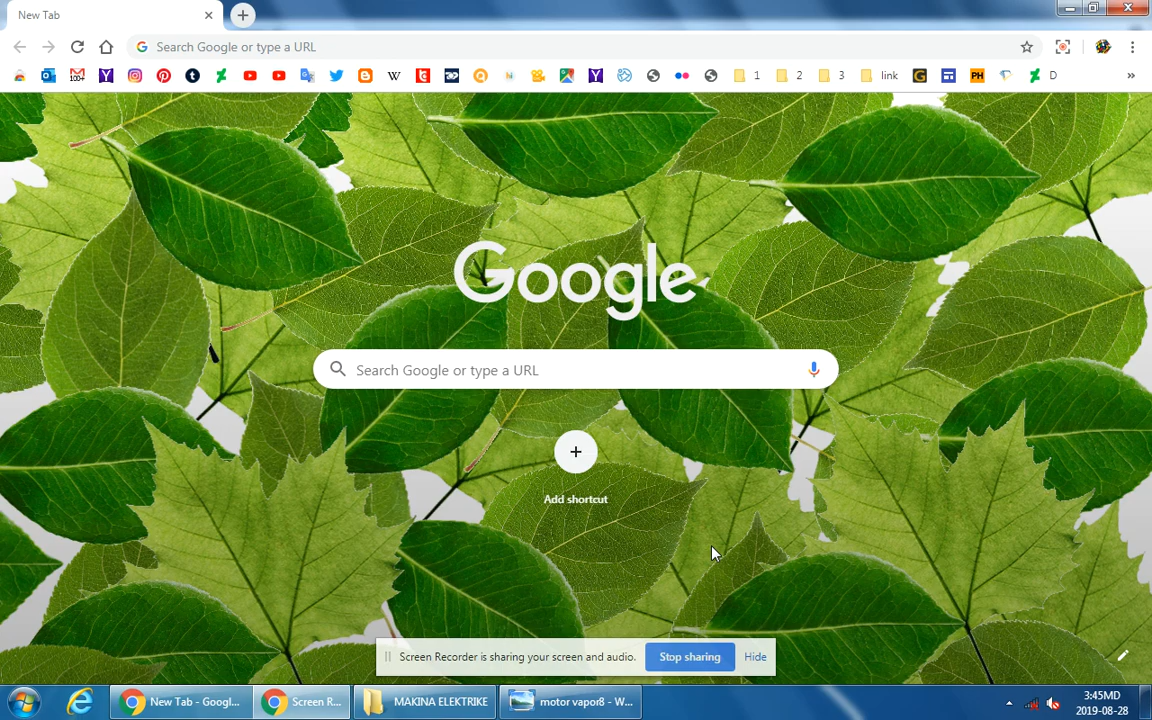 New Tab
Search Google or type a URL
100+
1
2
3
link
PH
D
»
Google
Search Google or type a URL
Add shortcut
Screen Recorder is sharing your screen and audio.
Stop sharing
Hide
New Tab - Googl...
Screen R...
MAKINA ELEKTRIKE
motor vapor8 - W...
3:45MD
2019-08-28